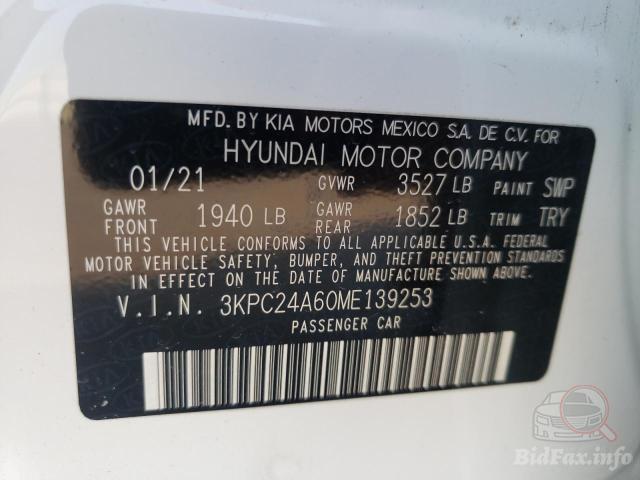 MFD. BY KIA MOTORS MEXICO S.A. DE C.V. FOR
HYUNDAI MOTOR COMPANY
01/21 GVWR 3527 LB PAINT SWP
GAWR FRONT 1940 LB GAWR REAR 1852 LB TRIM TRY
THIS VEHICLE CONFORMS TO ALL APPLICABLE U.S.A. FEDERAL
MOTOR VEHICLE SAFETY, BUMPER, AND THEFT PREVENTION STANDARDS
IN EFFECT ON THE DATE OF MANUFACTURE SHOWN ABOVE.
V.I.N. 3KPC24A60ME139253
PASSENGER CAR
BidFax.info